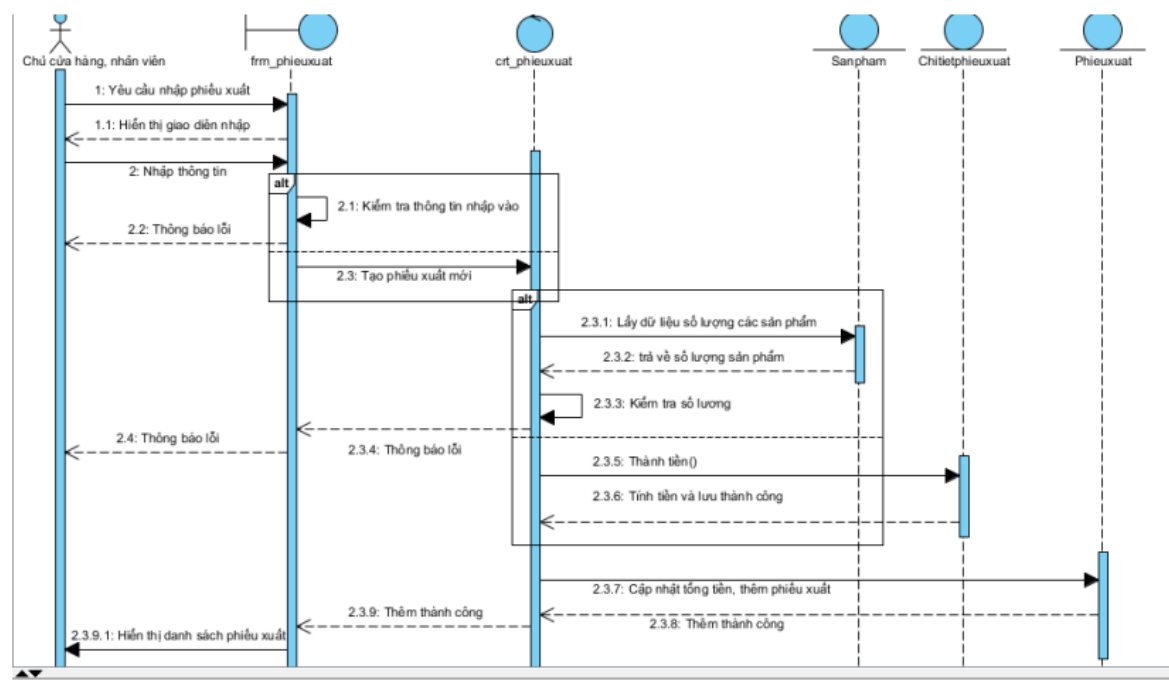 Chủ cửa hàng, nhân viên
frm_phieuxuat
crt_phieuxuat
Sanpham
Chitietphieuxuat
Phieuxuat
1: Yêu cầu nhập phiếu xuất
1.1: Hiển thị giao diên nhập
2: Nhập thông tin
alt
2.1: Kiểm tra thông tin nhập vào
2.2: Thông báo lỗi
2.3: Tạo phiếu xuất mới
alt
2.3.1: Lấy dữ liệu số lượng các sản phẩm
2.3.2: trả về số lượng sản phẩm
2.3.3: Kiểm tra số lương
2.4: Thông báo lỗi
2.3.4: Thông báo lỗi
2.3.5: Thành tiền()
2.3.6: Tính tiền và lưu thành công
2.3.7: Cập nhật tổng tiền, thêm phiếu xuất
2.3.9: Thêm thành công
2.3.8: Thêm thành công
2.3.9.1: Hiển thị danh sách phiếu xuất